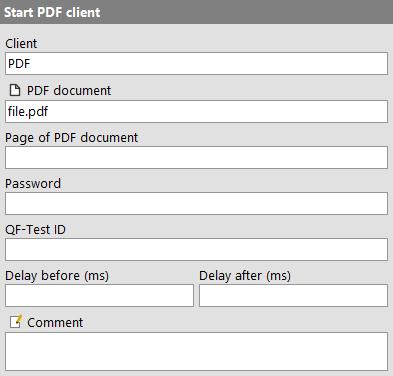 Start PDF client
Client
PDF
PDF document
file.pdf
Page of PDF document
Password
QF-Test ID
Delay before (ms) Delay after (ms)
Comment